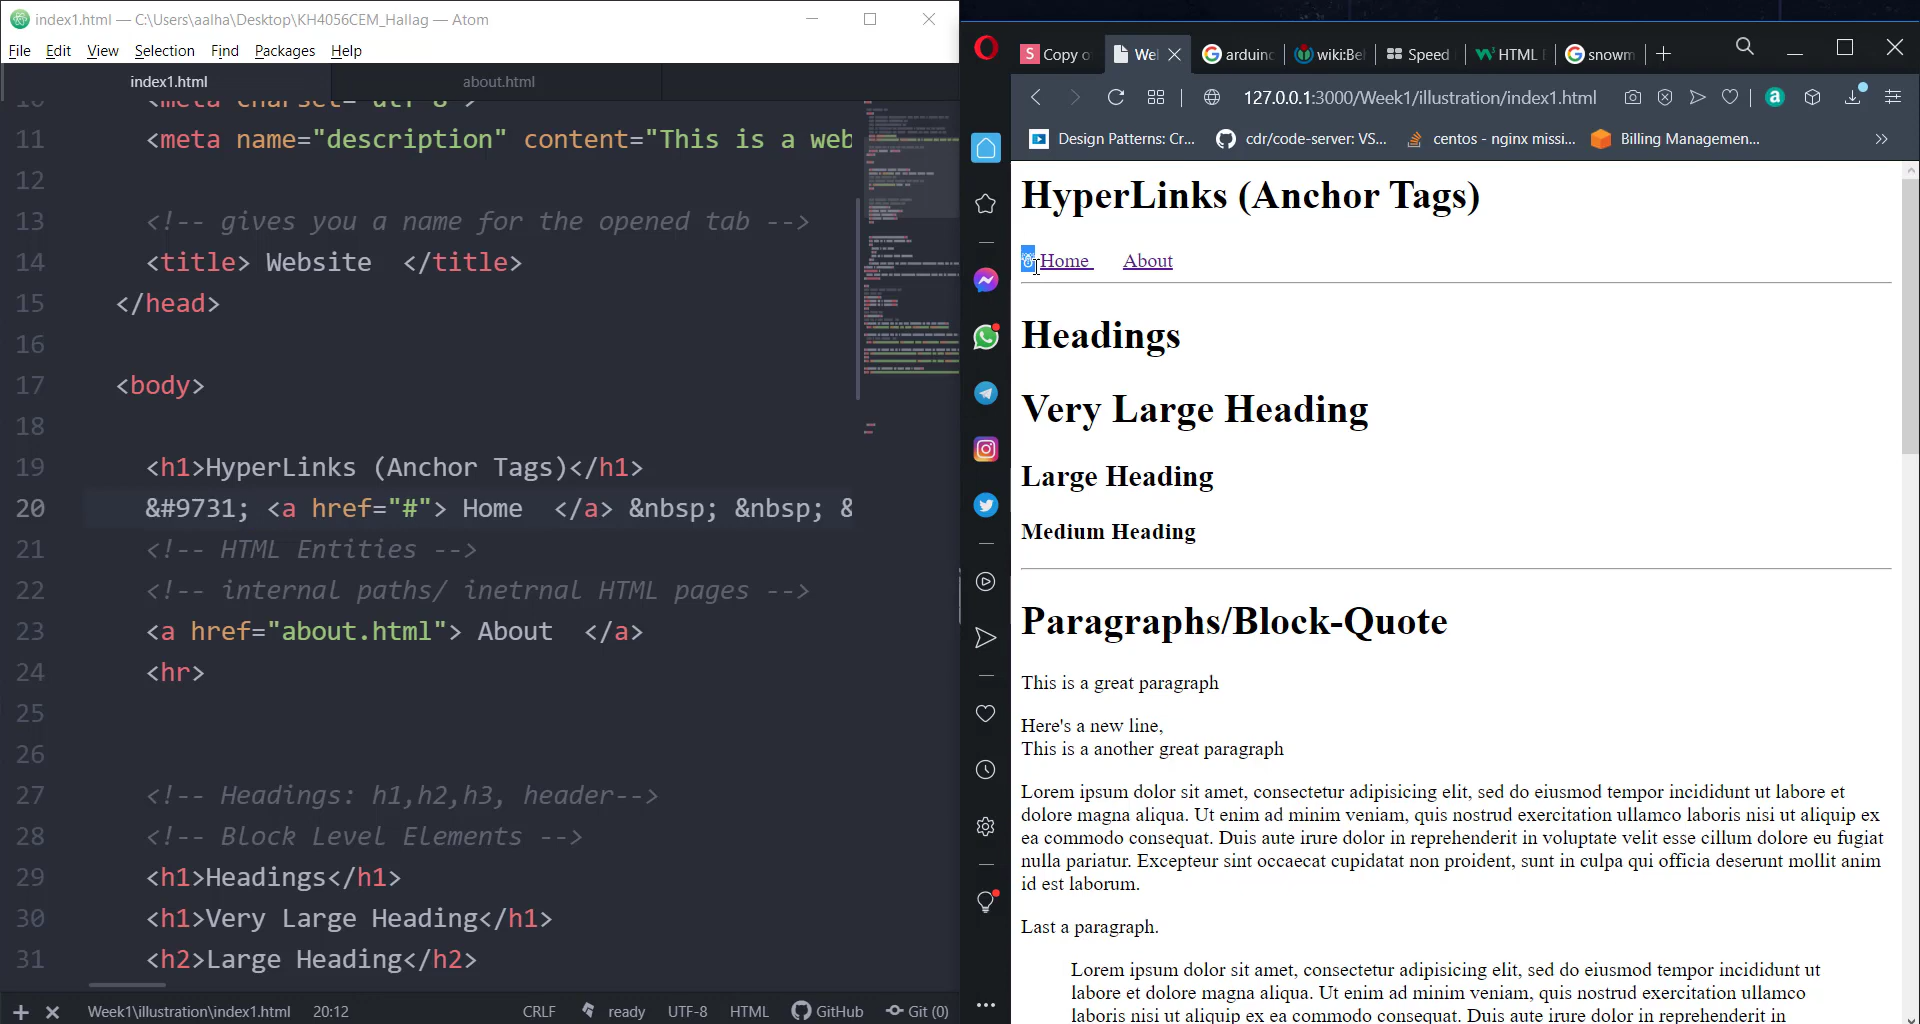 index1.html — C:\Users\aalha\Desktop\KH4056CEM_Hallag — Atom
File Edit View Selection Find Packages Help
index1.html about.html
11 <meta name="description" content="This is a web
12
13 <!-- gives you a name for the opened tab -->
14 <title> Website </title>
15 </head>
16
17 <body>
18
19 <h1>HyperLinks (Anchor Tags)</h1>
20 &#9731; <a href="#"> Home </a> &nbsp; &nbsp; &
21 <!-- HTML Entities -->
22 <!-- internal paths/ inetrnal HTML pages -->
23 <a href="about.html"> About </a>
24 <hr>
25
26
27 <!-- Headings: h1,h2,h3, header-->
28 <!-- Block Level Elements -->
29 <h1>Headings</h1>
30 <h1>Very Large Heading</h1>
31 <h2>Large Heading</h2>
Week1\illustration\index1.html 20:12 CRLF ready UTF-8 HTML GitHub Git (0)
S Copy o We arduin wiki:Be Speed HTML snowm
127.0.0.1:3000/Week1/illustration/index1.html
Design Patterns: Cr... cdr/code-server: VS... centos - nginx missi... Billing Managemen...
HyperLinks (Anchor Tags)
☃ Home About
Headings
Very Large Heading
Large Heading
Medium Heading
Paragraphs/Block-Quote
This is a great paragraph
Here's a new line,
This is a another great paragraph
Lorem ipsum dolor sit amet, consectetur adipisicing elit, sed do eiusmod tempor incididunt ut labore et
dolore magna aliqua. Ut enim ad minim veniam, quis nostrud exercitation ullamco laboris nisi ut aliquip ex
ea commodo consequat. Duis aute irure dolor in reprehenderit in voluptate velit esse cillum dolore eu fugiat
nulla pariatur. Excepteur sint occaecat cupidatat non proident, sunt in culpa qui officia deserunt mollit anim
id est laborum.
Last a paragraph.
Lorem ipsum dolor sit amet, consectetur adipisicing elit, sed do eiusmod tempor incididunt ut
labore et dolore magna aliqua. Ut enim ad minim veniam, quis nostrud exercitation ullamco
laboris nisi ut aliquip ex ea commodo consequat. Duis aute irure dolor in reprehenderit in